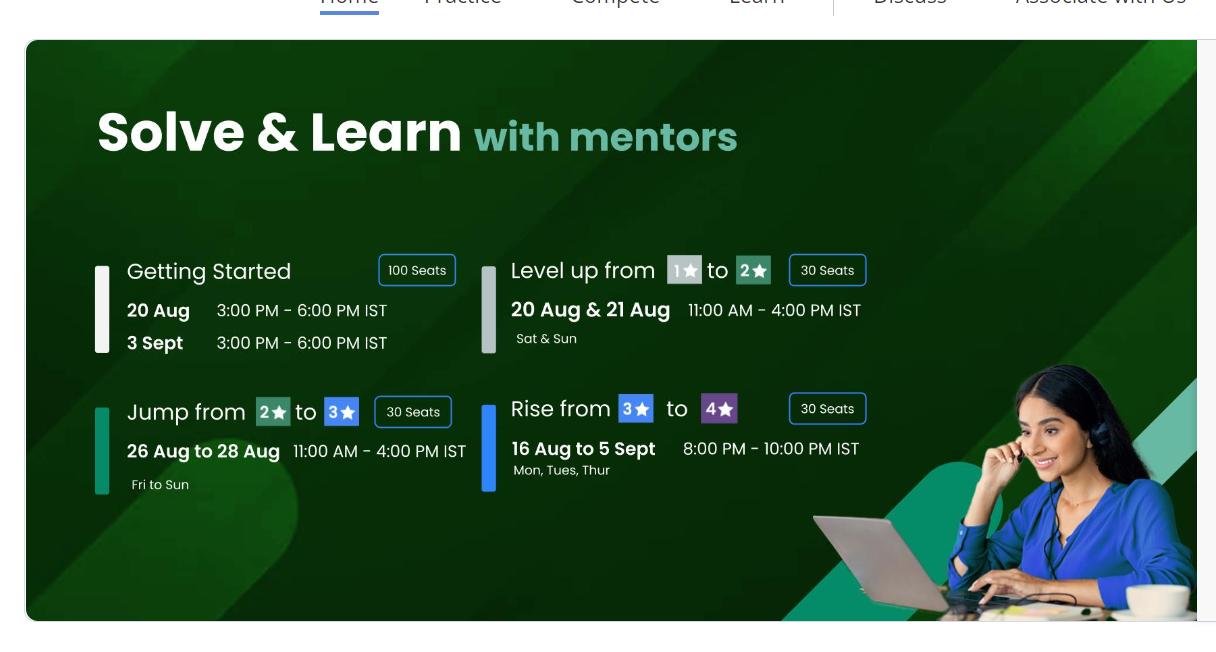 Home Practice Compete Learn Discuss Associate with Us
Solve & Learn with mentors
Getting Started 100 Seats
20 Aug 3:00 PM - 6:00 PM IST
3 Sept 3:00 PM - 6:00 PM IST
Level up from 1★ to 2★ 30 Seats
20 Aug & 21 Aug 11:00 AM - 4:00 PM IST
Sat & Sun
Jump from 2★ to 3★ 30 Seats
26 Aug to 28 Aug 11:00 AM - 4:00 PM IST
Fri to Sun
Rise from 3★ to 4★ 30 Seats
16 Aug to 5 Sept 8:00 PM - 10:00 PM IST
Mon, Tues, Thur